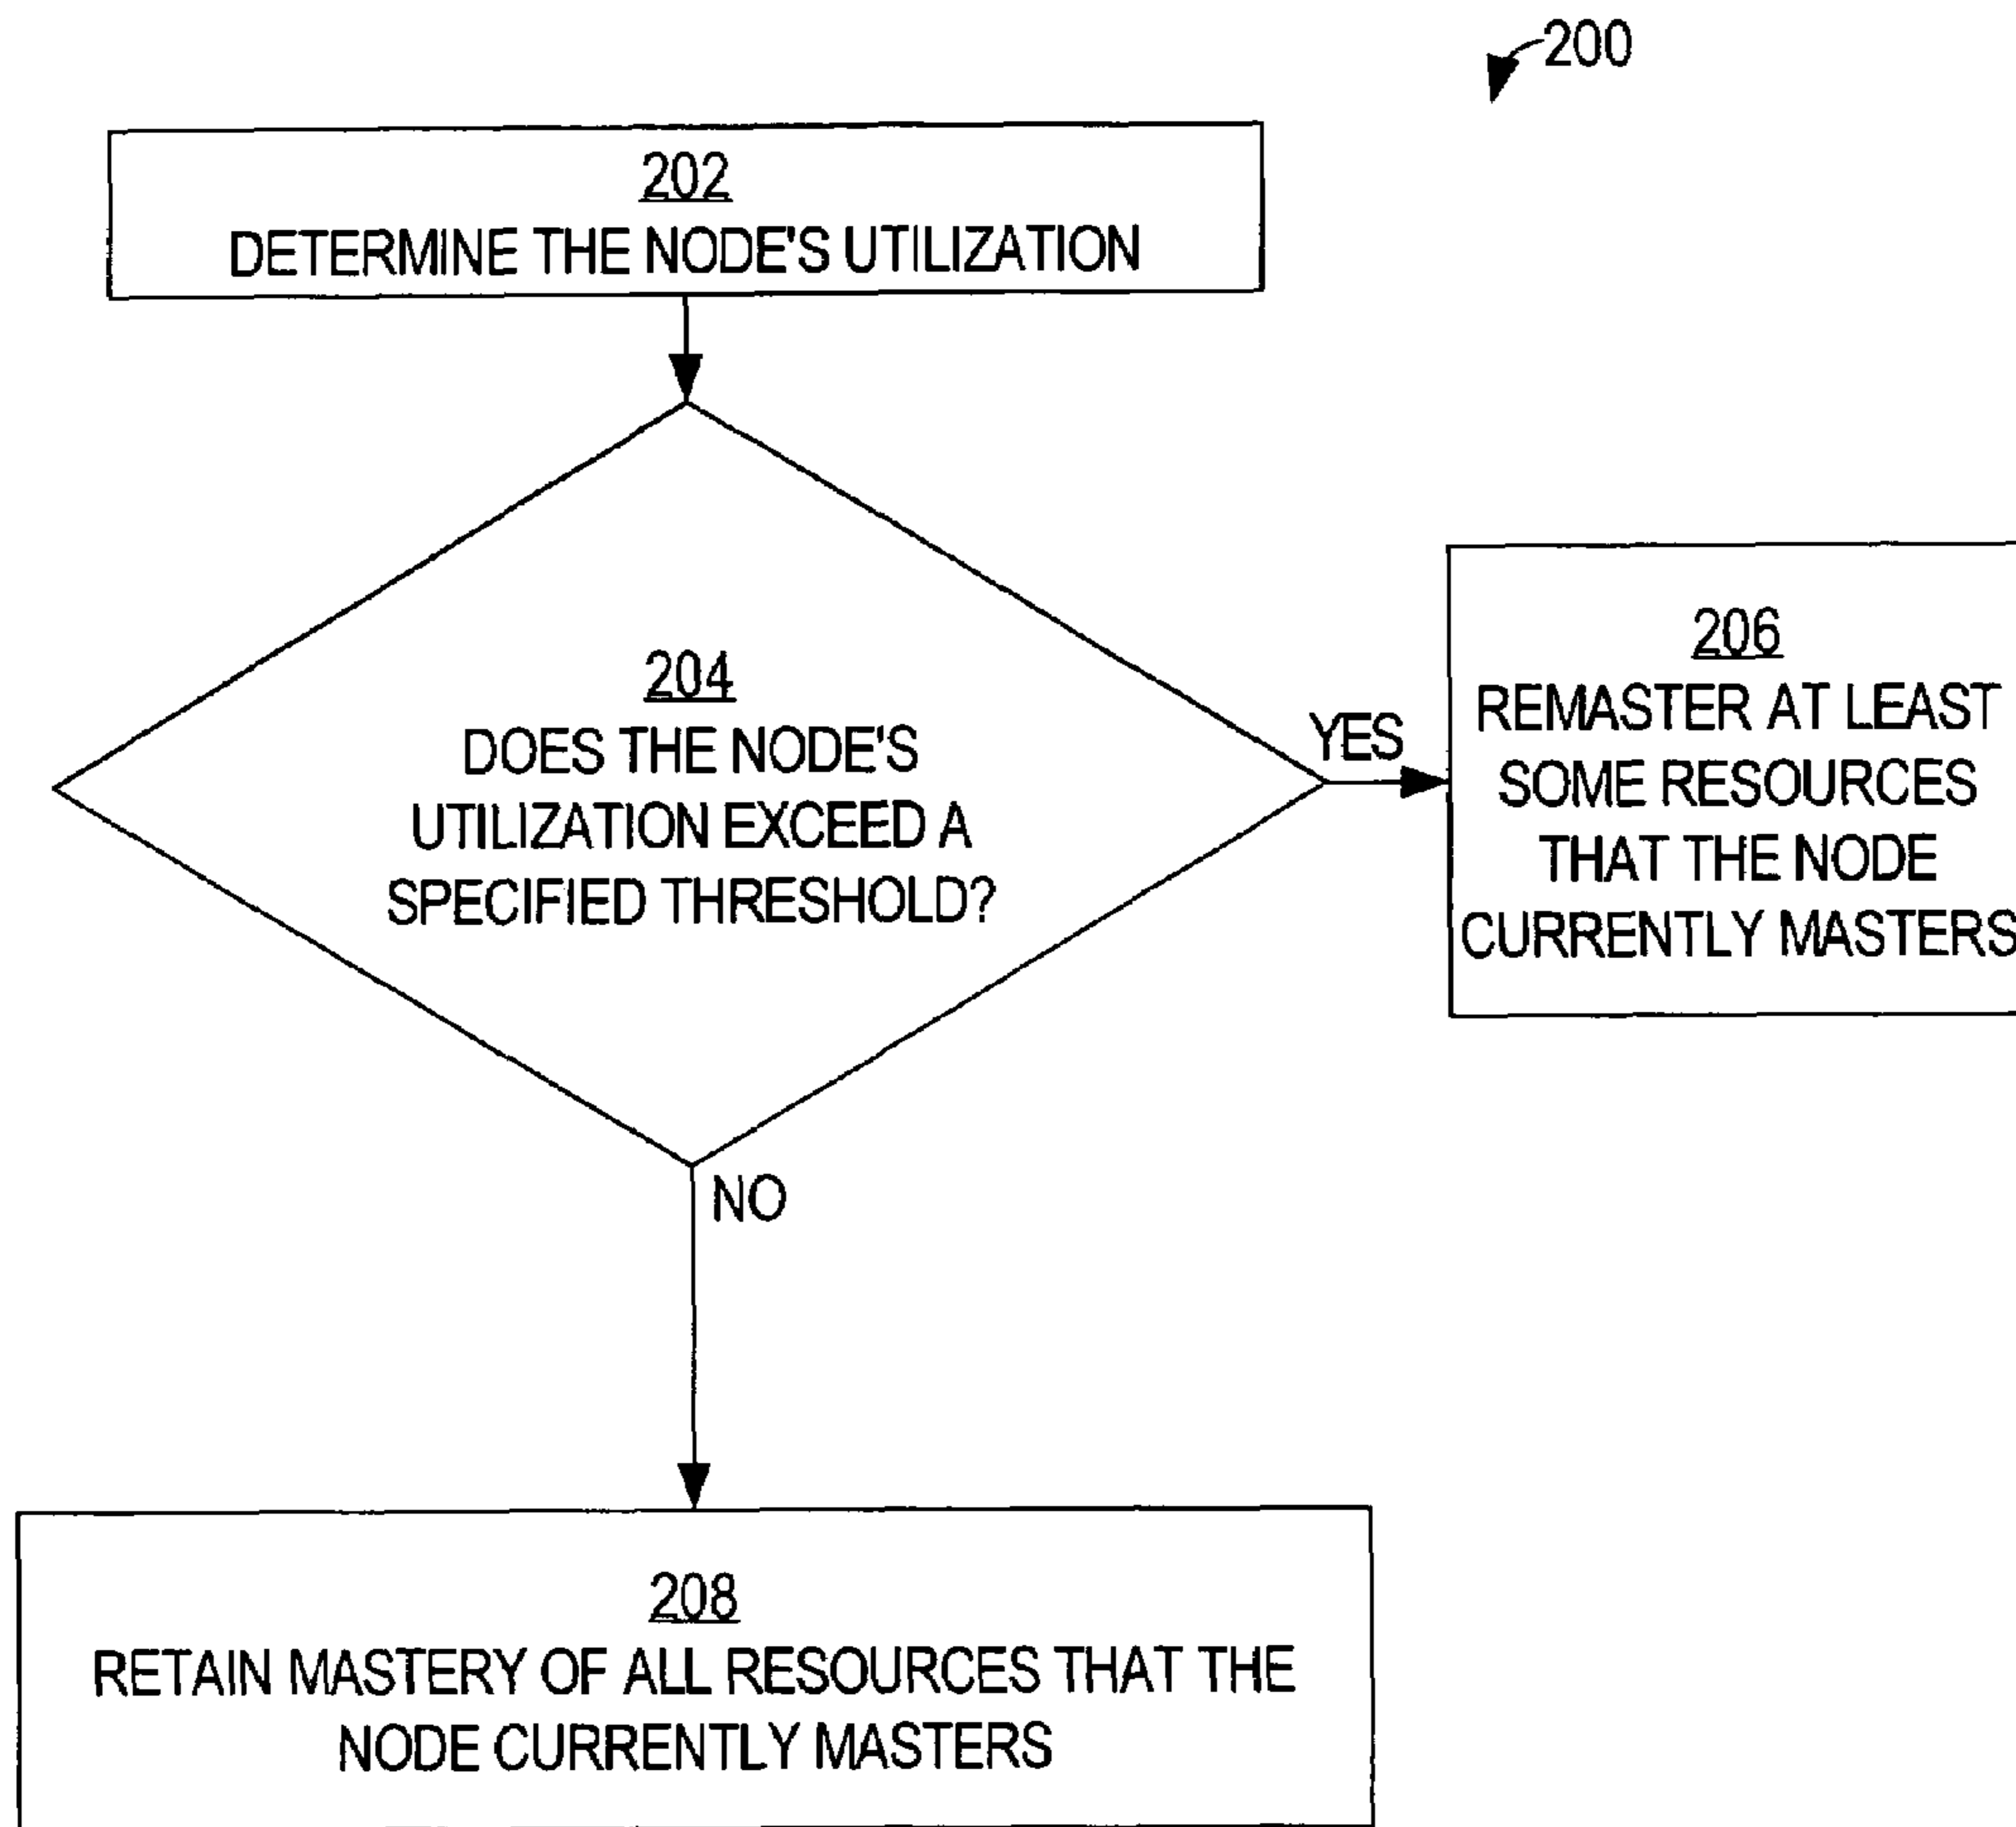 200
202
DETERMINE THE NODE'S UTILIZATION
204
DOES THE NODE'S
UTILIZATION EXCEED A
SPECIFIED THRESHOLD?
YES
206
REMASTER AT LEAST
SOME RESOURCES
THAT THE NODE
CURRENTLY MASTERS
NO
208
RETAIN MASTERY OF ALL RESOURCES THAT THE
NODE CURRENTLY MASTERS